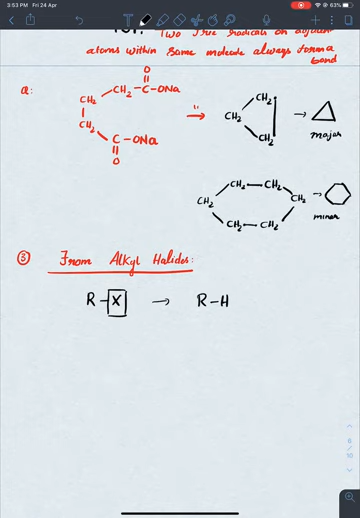 3:53 PM Fri 24 Apr
63%
Two free radicals on adjacent
atoms within same molecule always form a
bond
Q:
O
CH2 – C – ONa
CH2
CH2
C – ONa
O
CH2
CH2
CH2
major
CH2 – CH2
CH2
CH2
CH2 – CH2
minor
③ From Alkyl Halides:
R – X → R – H
6
10